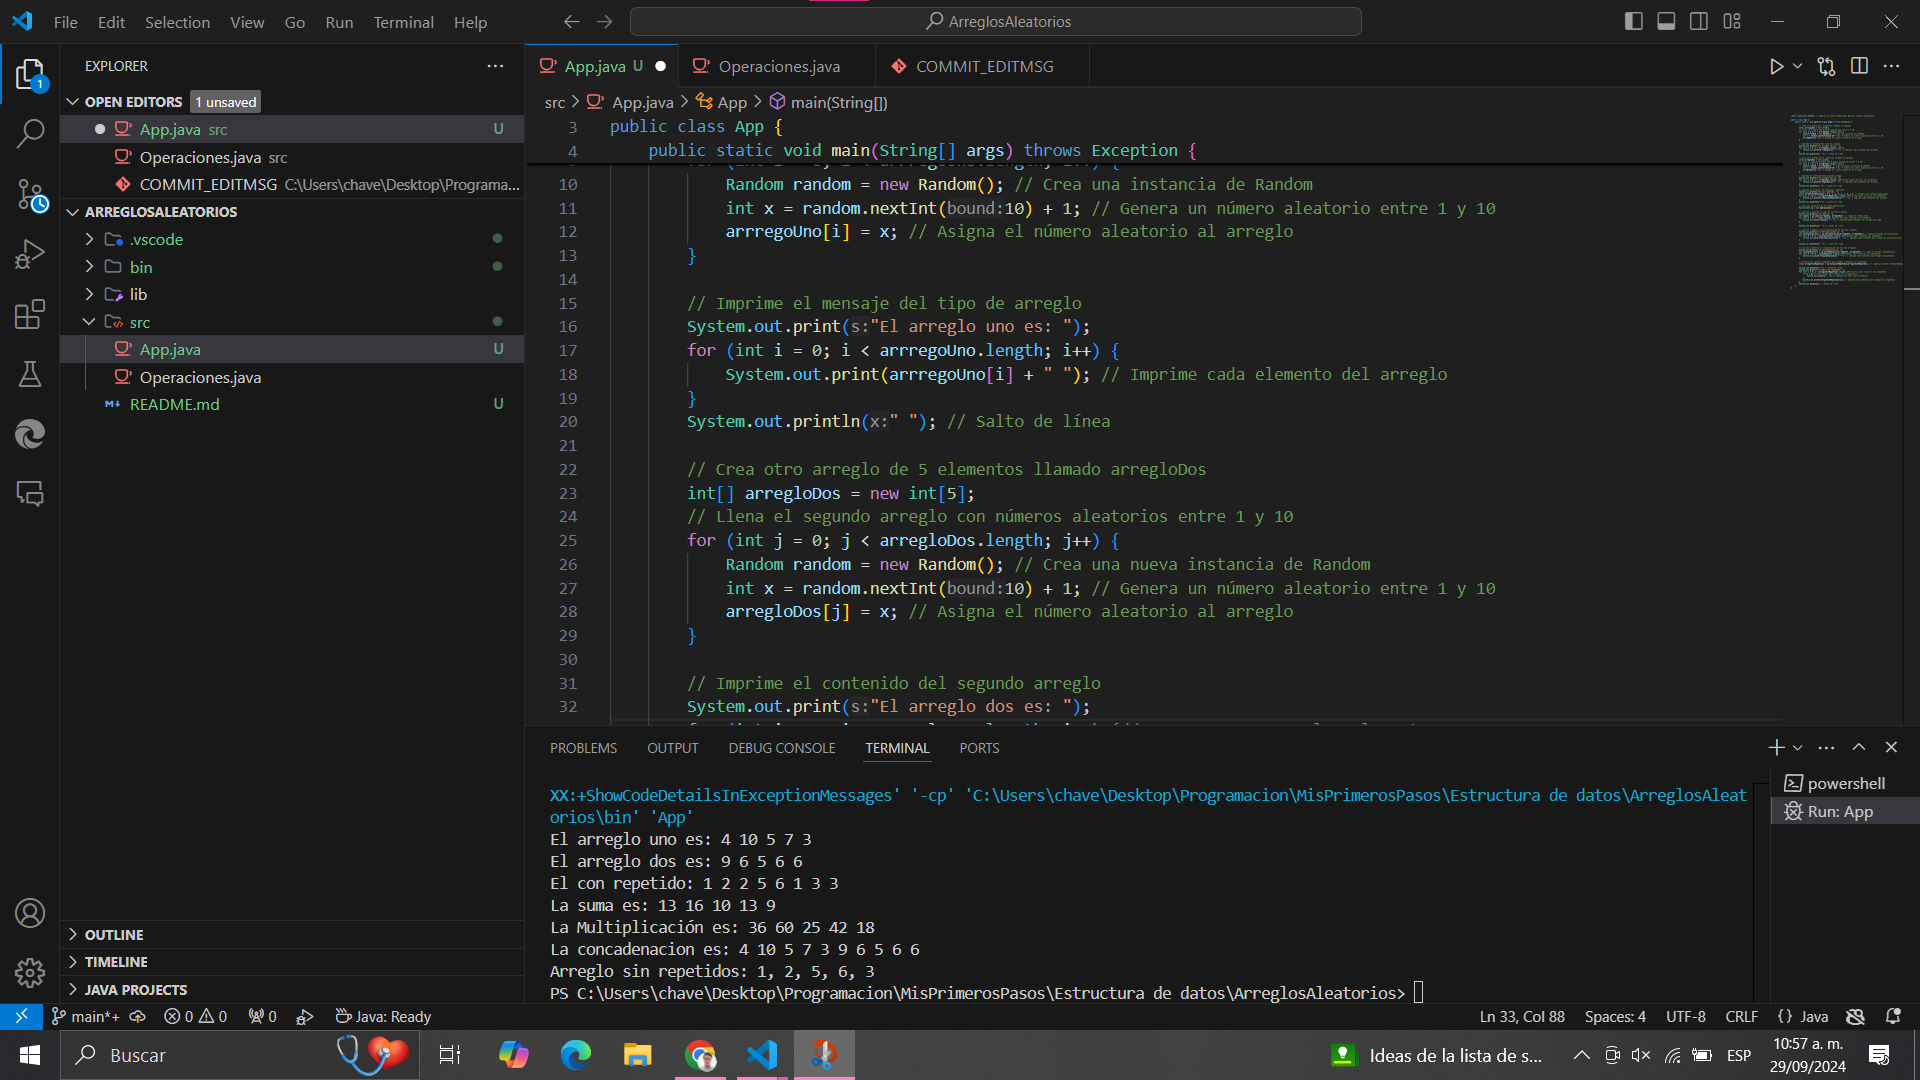 File Edit Selection View Go Run Terminal Help
ArreglosAleatorios
EXPLORER
OPEN EDITORS 1 unsaved
App.java src U
Operaciones.java src
COMMIT_EDITMSG C:\Users\chave\Desktop\Programa...
ARREGLOSALEATORIOS
.vscode
bin
lib
src
App.java U
Operaciones.java
README.md U
OUTLINE
TIMELINE
JAVA PROJECTS
App.java U
Operaciones.java
COMMIT_EDITMSG
src > App.java > App > main(String[])
3 public class App {
4 public static void main(String[] args) throws Exception {
10 Random random = new Random(); // Crea una instancia de Random
11 int x = random.nextInt(bound:10) + 1; // Genera un número aleatorio entre 1 y 10
12 arrregoUno[i] = x; // Asigna el número aleatorio al arreglo
13 }
14
15 // Imprime el mensaje del tipo de arreglo
16 System.out.print(s:"El arreglo uno es: ");
17 for (int i = 0; i < arrregoUno.length; i++) {
18 System.out.print(arrregoUno[i] + " "); // Imprime cada elemento del arreglo
19 }
20 System.out.println(x:" "); // Salto de línea
21
22 // Crea otro arreglo de 5 elementos llamado arregloDos
23 int[] arregloDos = new int[5];
24 // Llena el segundo arreglo con números aleatorios entre 1 y 10
25 for (int j = 0; j < arregloDos.length; j++) {
26 Random random = new Random(); // Crea una nueva instancia de Random
27 int x = random.nextInt(bound:10) + 1; // Genera un número aleatorio entre 1 y 10
28 arregloDos[j] = x; // Asigna el número aleatorio al arreglo
29 }
30
31 // Imprime el contenido del segundo arreglo
32 System.out.print(s:"El arreglo dos es: ");
PROBLEMS OUTPUT DEBUG CONSOLE TERMINAL PORTS
XX:+ShowCodeDetailsInExceptionMessages' '-cp' 'C:\Users\chave\Desktop\Programacion\MisPrimerosPasos\Estructura de datos\ArreglosAleat
orios\bin' 'App'
El arreglo uno es: 4 10 5 7 3
El arreglo dos es: 9 6 5 6 6
El con repetido: 1 2 2 5 6 1 3 3
La suma es: 13 16 10 13 9
La Multiplicación es: 36 60 25 42 18
La concadenacion es: 4 10 5 7 3 9 6 5 6 6
Arreglo sin repetidos: 1, 2, 5, 6, 3
PS C:\Users\chave\Desktop\Programacion\MisPrimerosPasos\Estructura de datos\ArreglosAleatorios>
powershell
Run: App
main*+ 0 0 0 Java: Ready
Ln 33, Col 88 Spaces: 4 UTF-8 CRLF {} Java
Buscar
Ideas de la lista de s...
ESP
10:57 a. m.
29/09/2024